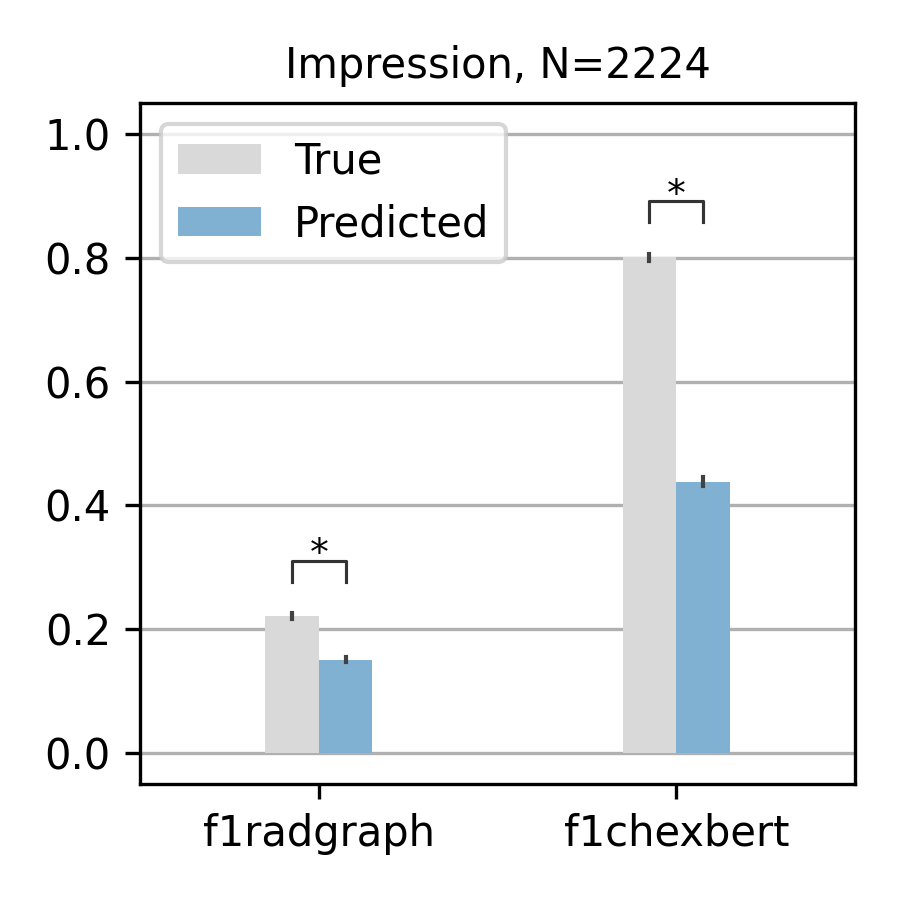 Impression, N=2224
1.0
0.8
0.6
0.4
0.2
0.0
True
Predicted
*
*
f1radgraph
f1chexbert